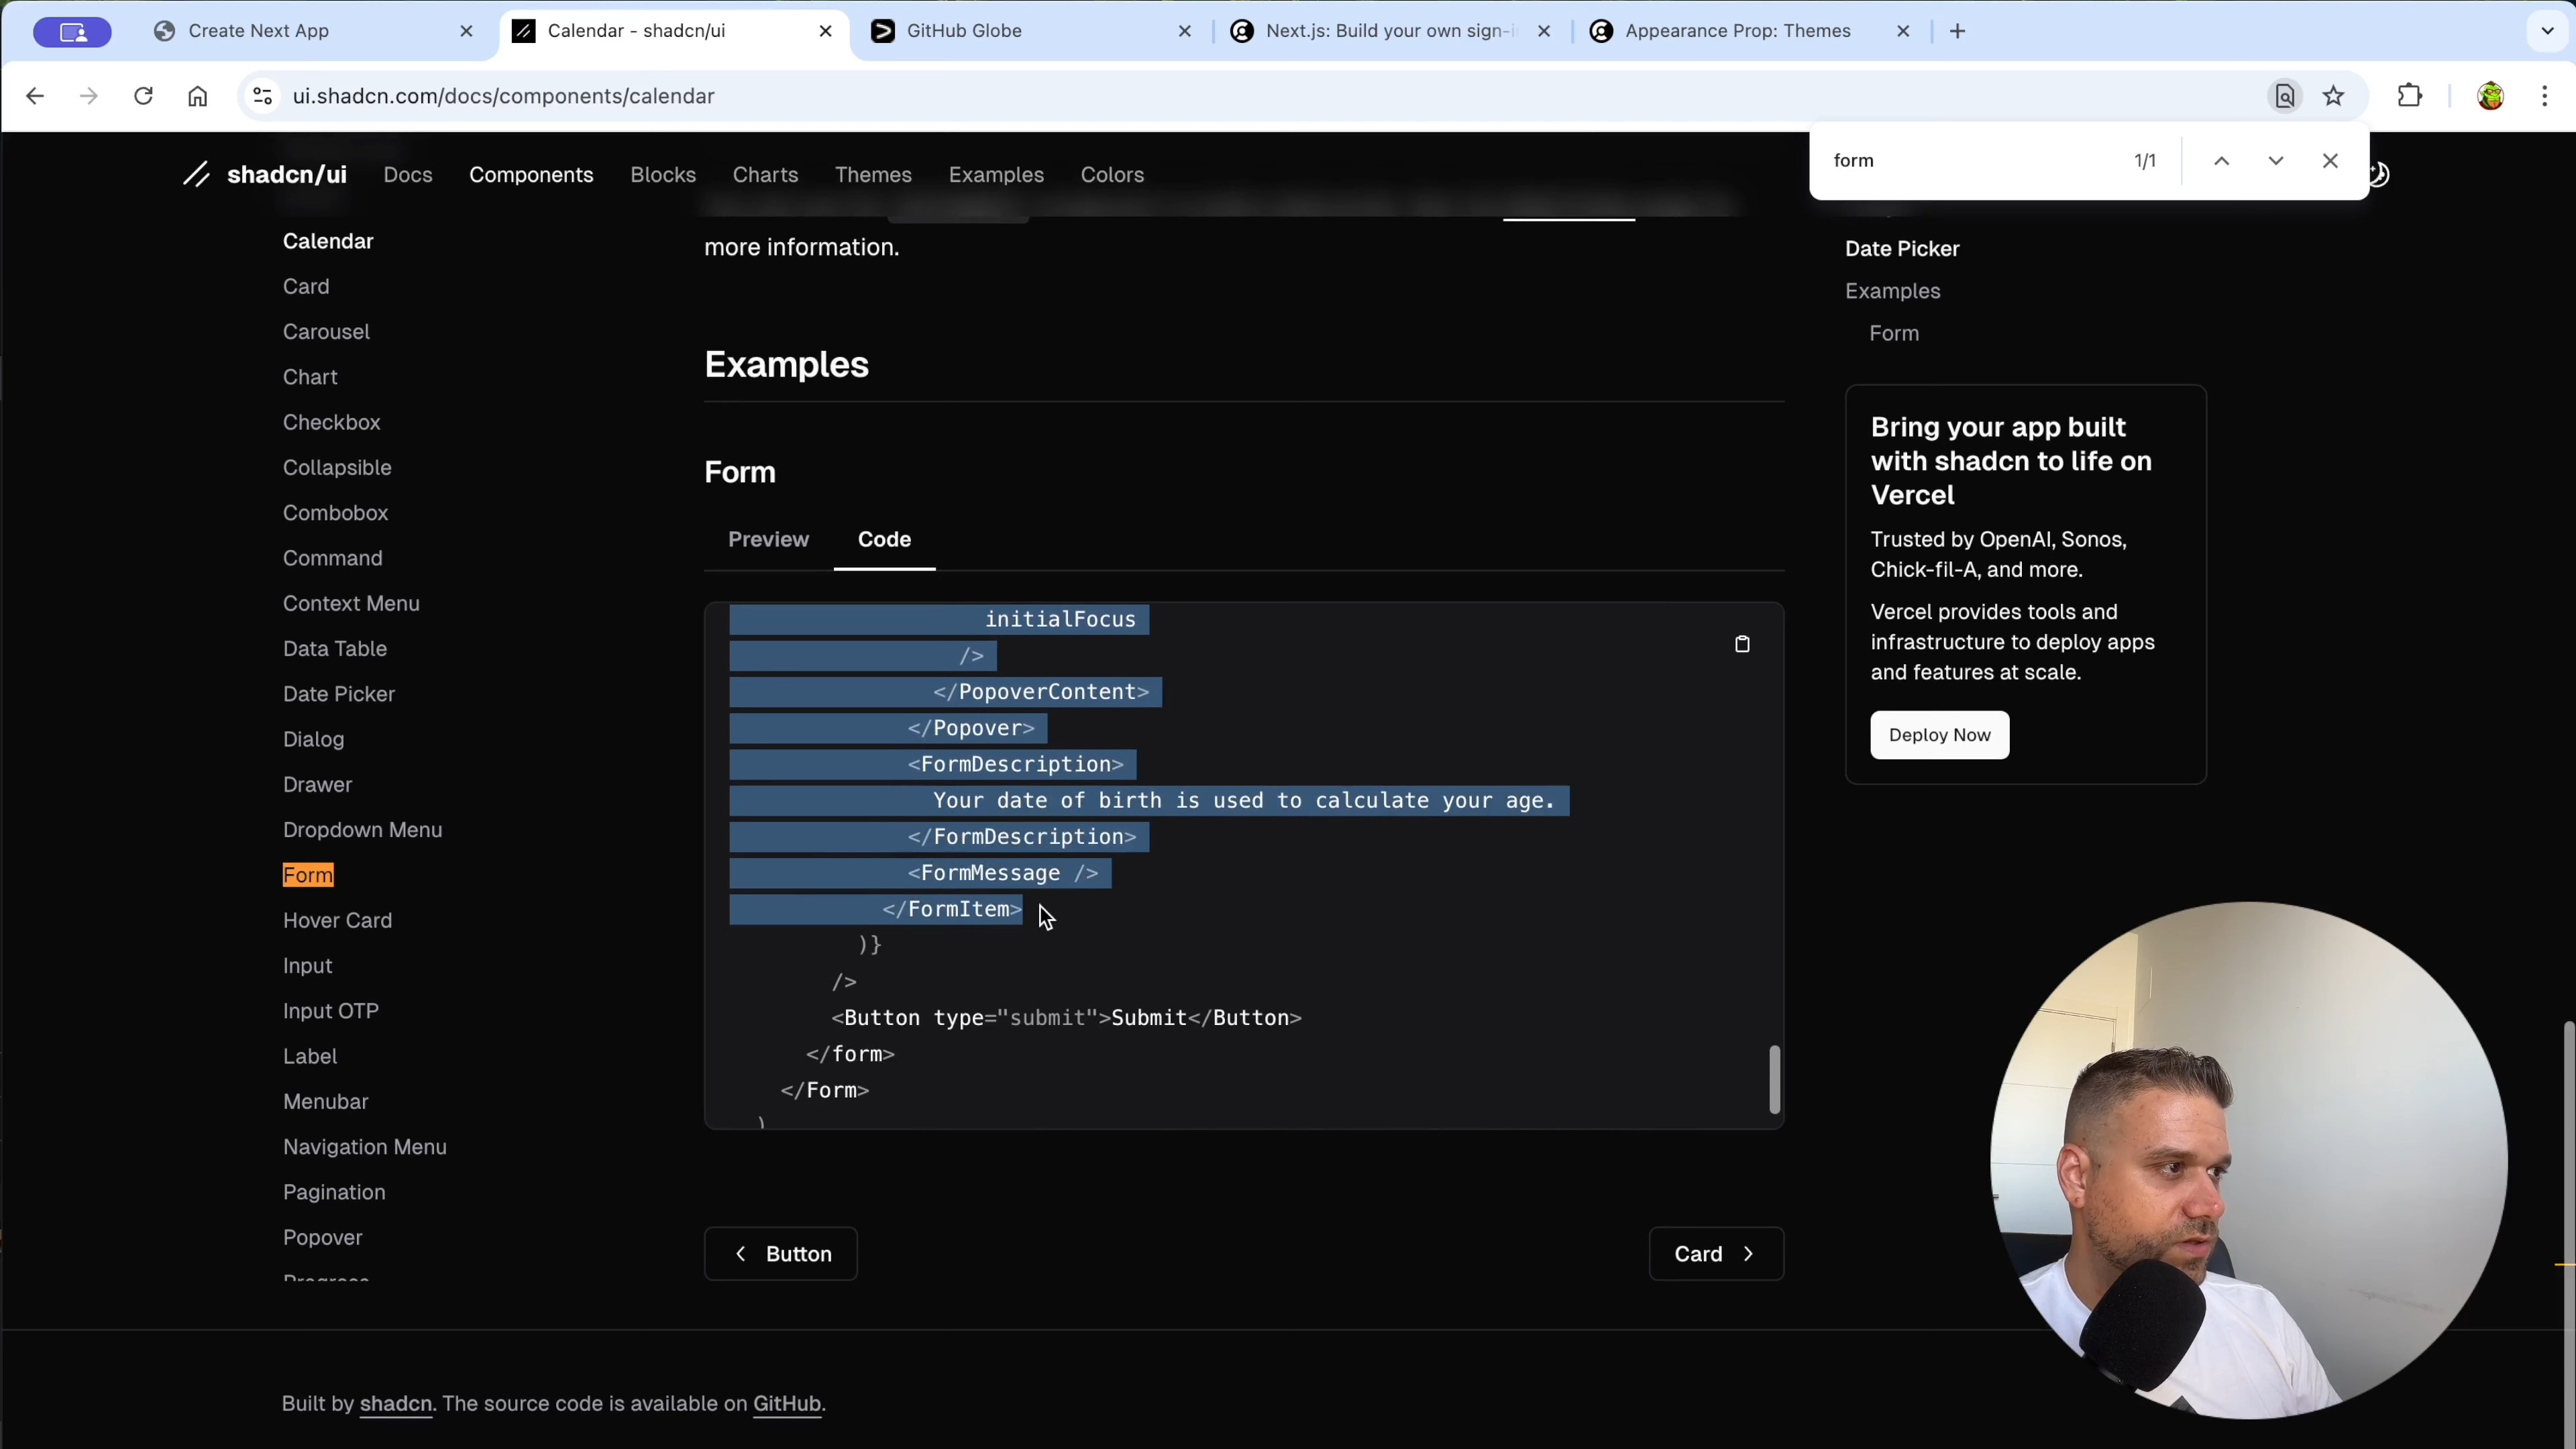 Create Next App
Calendar - shadcn/ui
GitHub Globe
Next.js: Build your own sign-i
Appearance Prop: Themes
ui.shadcn.com/docs/components/calendar
form
1/1
shadcn/ui
Docs
Components
Blocks
Charts
Themes
Examples
Colors
Calendar
Card
Carousel
Chart
Checkbox
Collapsible
Combobox
Command
Context Menu
Data Table
Date Picker
Dialog
Drawer
Dropdown Menu
Form
Hover Card
Input
Input OTP
Label
Menubar
Navigation Menu
Pagination
Popover
Progress
more information.
Examples
Form
Preview
Code
initialFocus
/>
</PopoverContent>
</Popover>
<FormDescription>
Your date of birth is used to calculate your age.
</FormDescription>
<FormMessage />
</FormItem>
)}
/>
<Button type="submit">Submit</Button>
</form>
</Form>
)
Button
Card
Date Picker
Examples
Form
Bring your app built
with shadcn to life on
Vercel
Trusted by OpenAI, Sonos,
Chick-fil-A, and more.
Vercel provides tools and
infrastructure to deploy apps
and features at scale.
Deploy Now
Built by shadcn. The source code is available on GitHub.